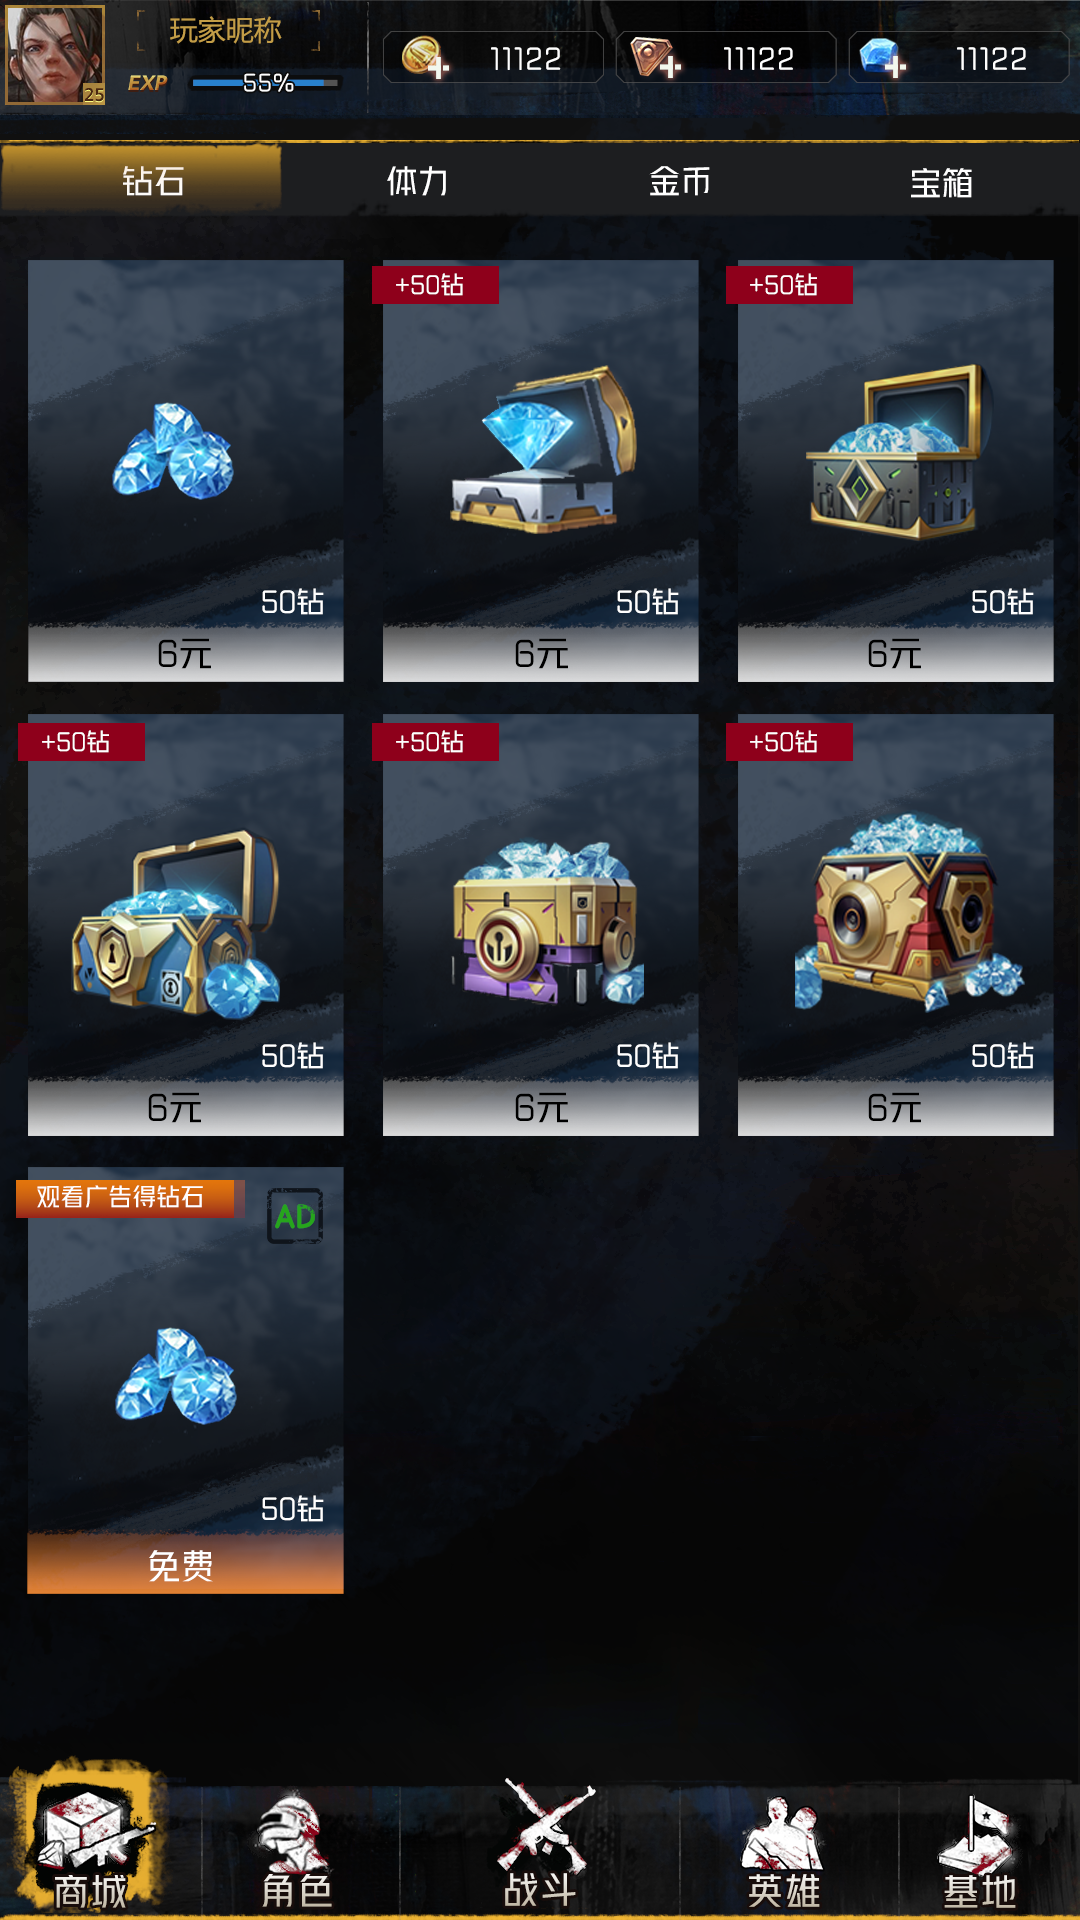 玩家昵称
25
EXP
55%
11122
11122
11122
钻石
体力
金币
宝箱
50钻
6元
+50钻
50钻
6元
+50钻
50钻
6元
+50钻
50钻
6元
+50钻
50钻
6元
+50钻
50钻
6元
观看广告得钻石
AD
50钻
免费
商城
角色
战斗
英雄
基地